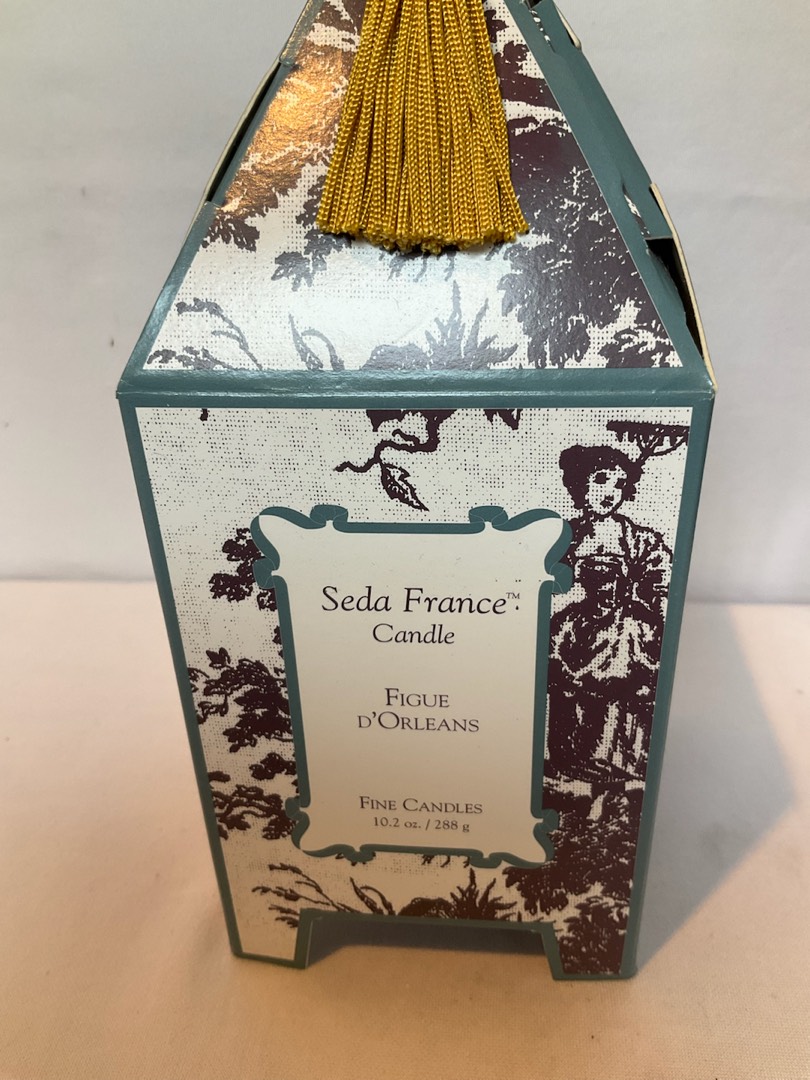 Seda France™
Candle
Figue
d'Orleans
Fine Candles
10.2 oz. / 288 g